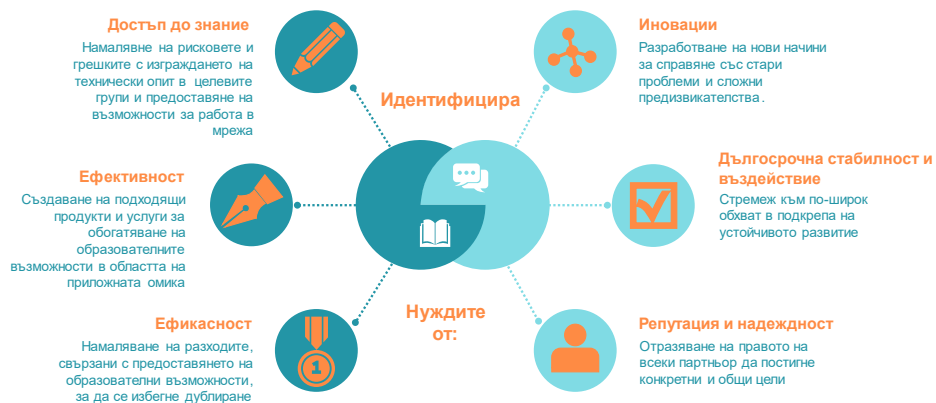 Достъп до знание
Намалявне на рисковете и
грешките с изграждането на
технически опит в целевите
групи и предоставяне на
възможности за работа в
мрежа
Ефективност
Създаване на подходящи
продукти и услуги за
обогатяване на
образователните
възможности в областта на
приложната омика
Ефикасност
Намаляване на разходите,
свързани с предоставянето на
образователни възможности,
за да се избегне дублиране
Идентифицира
Нуждите
от:
1
Иновации
Разработване на нови начини
за справяне със стари
проблеми и сложни
предизвикателства.
Дългосрочна стабилност и
въздействие
Стремеж към по-широк
обхват в подкрепа на
устойчивото развитие
Репутация и надеждност
Отразяване на правото на
всеки партньор да постигне
конкретни и общи цели